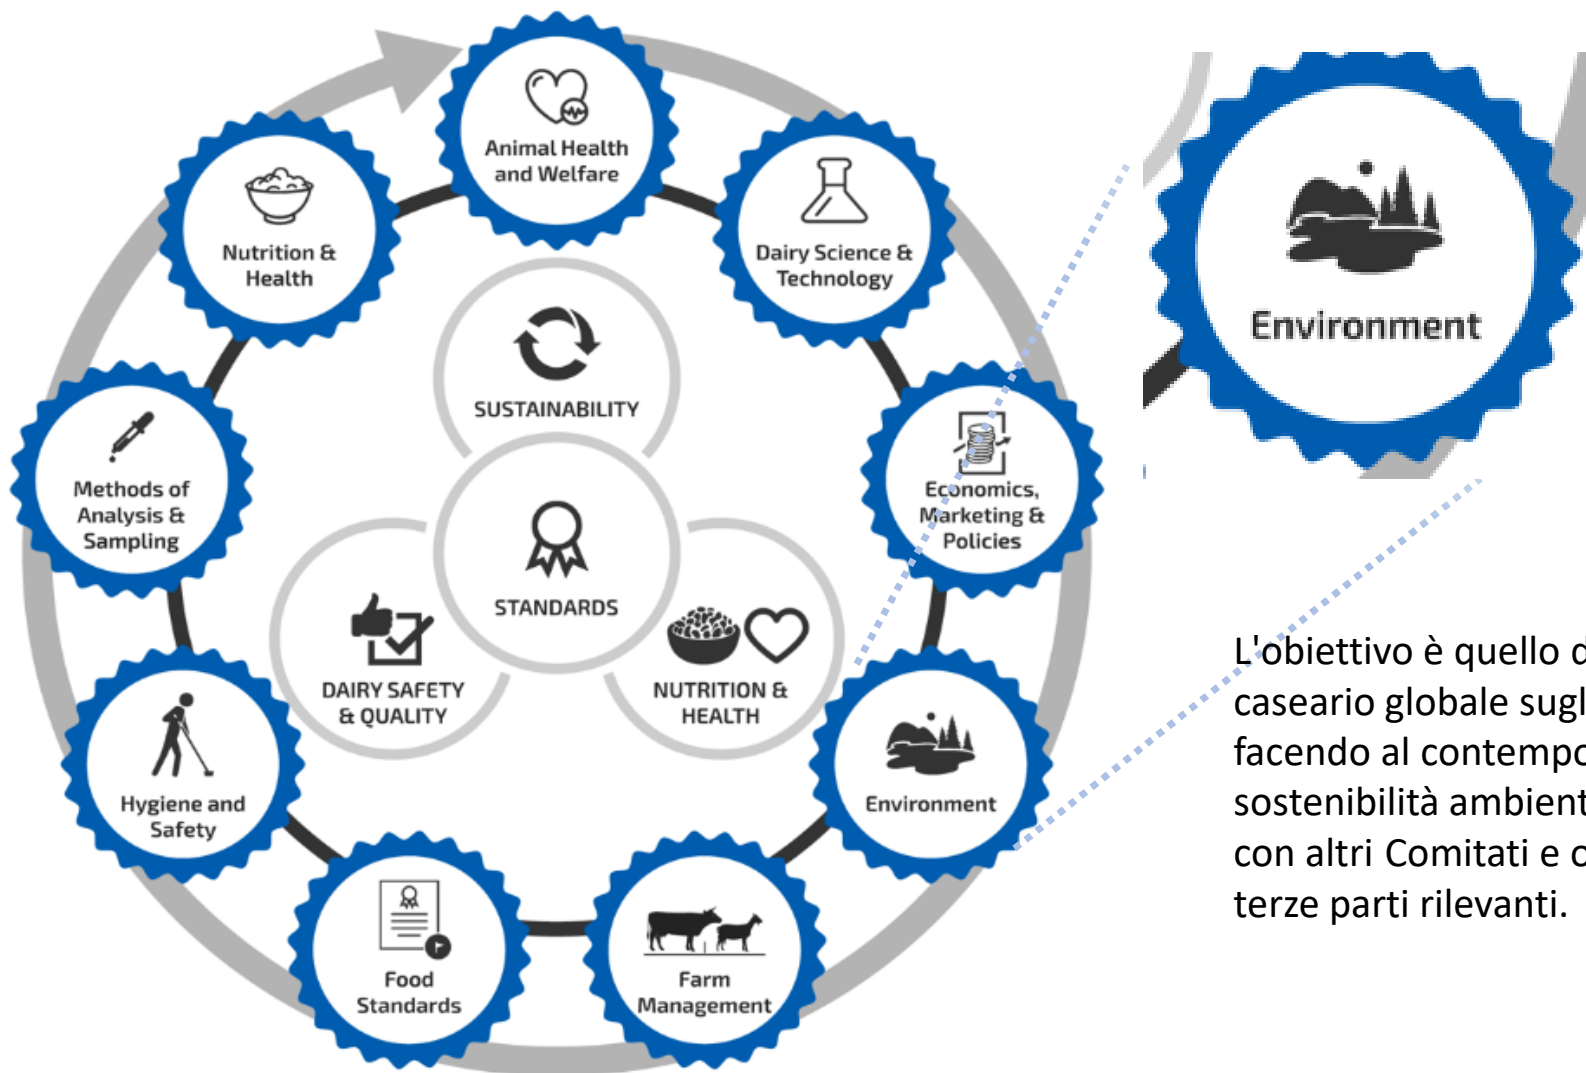 Animal Health
and Welfare
Dairy Science &
Technology
Economics,
Marketing &
Policies
Environment
Farm
Management
Food
Standards
Hygiene and
Safety
Methods of
Analysis &
Sampling
Nutrition &
Health
SUSTAINABILITY
STANDARDS
DAIRY SAFETY
& QUALITY
NUTRITION &
HEALTH
Environment
L'obiettivo è quello
caseario globale
facendo al contempo
sostenibilità
con altri Comitati e
terze parti rilevanti.